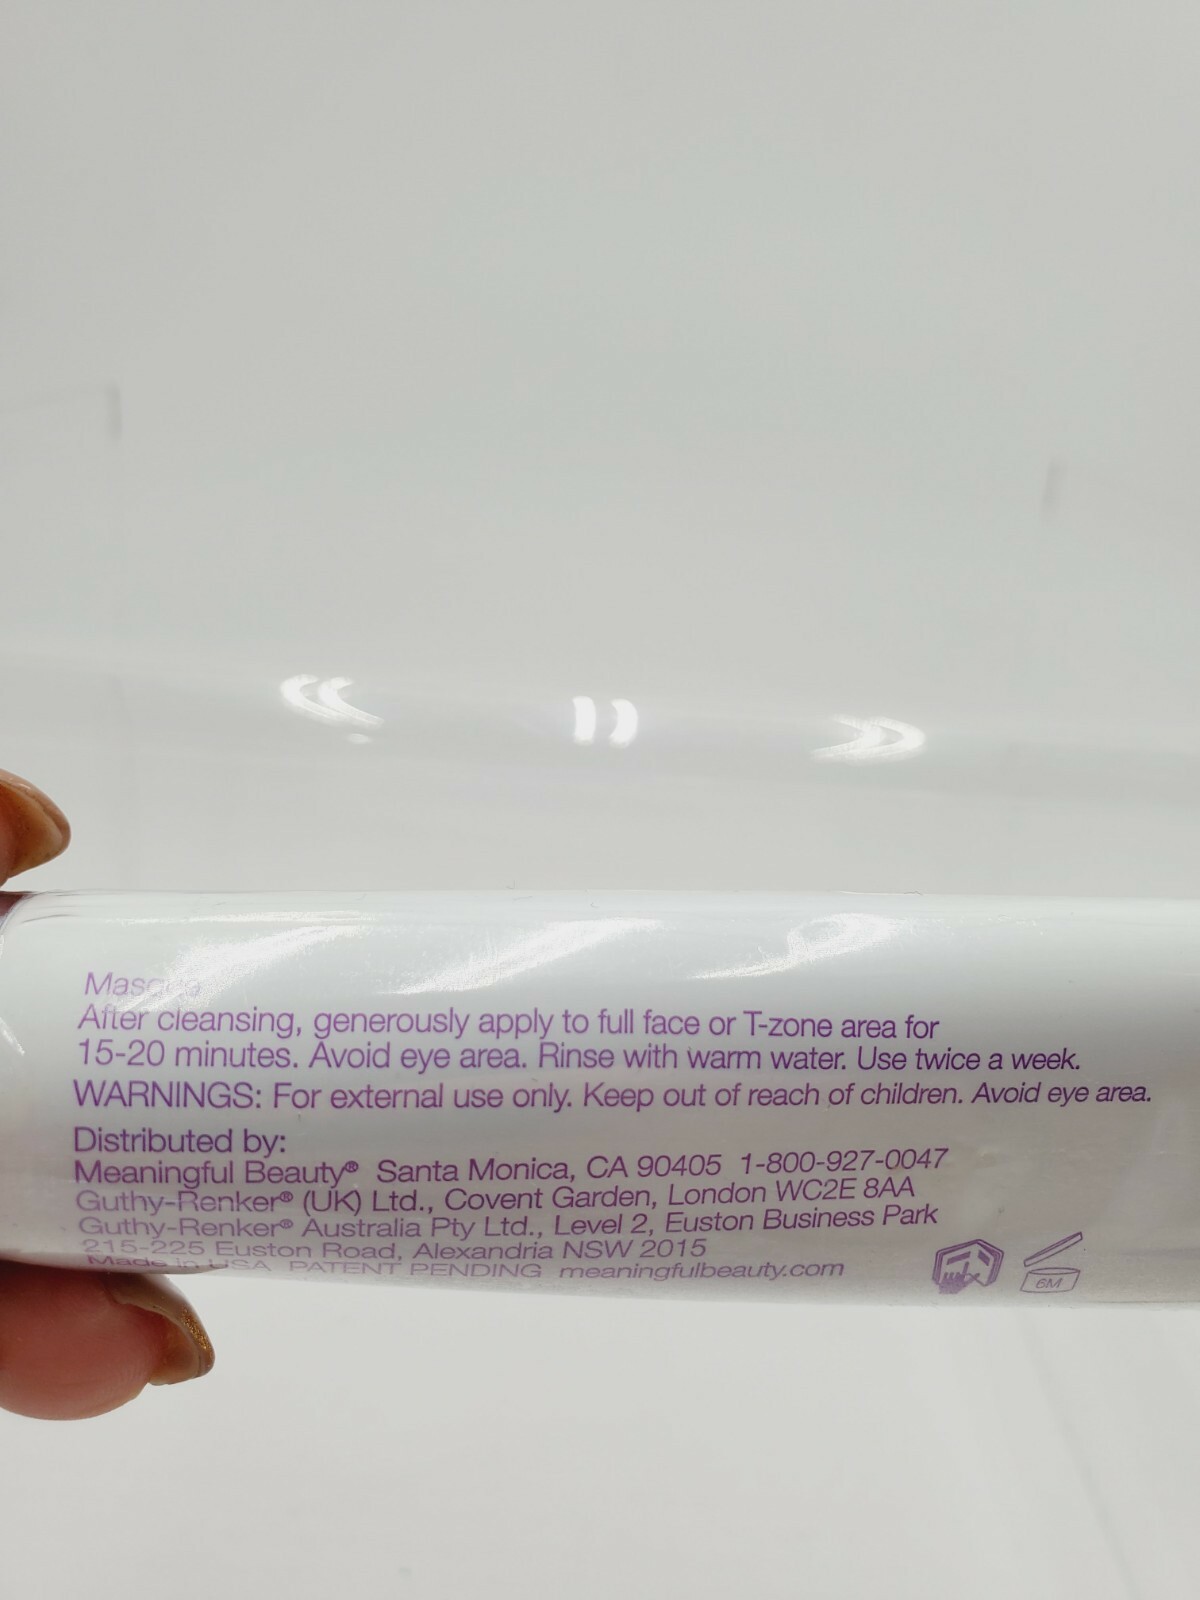 Masque
After cleansing, generously apply to full face or T-zone area for
15-20 minutes. Avoid eye area. Rinse with warm water. Use twice a week.
WARNINGS: For external use only. Keep out of reach of children. Avoid eye area.
Distributed by:
Meaningful Beauty® Santa Monica, CA 90405 1-800-927-0047
Guthy-Renker® (UK) Ltd., Covent Garden, London WC2E 8AA
Guthy-Renker® Australia Pty Ltd., Level 2, Euston Business Park
215-225 Euston Road, Alexandria NSW 2015
Made in USA PATENT PENDING meaningfulbeauty.com
6M